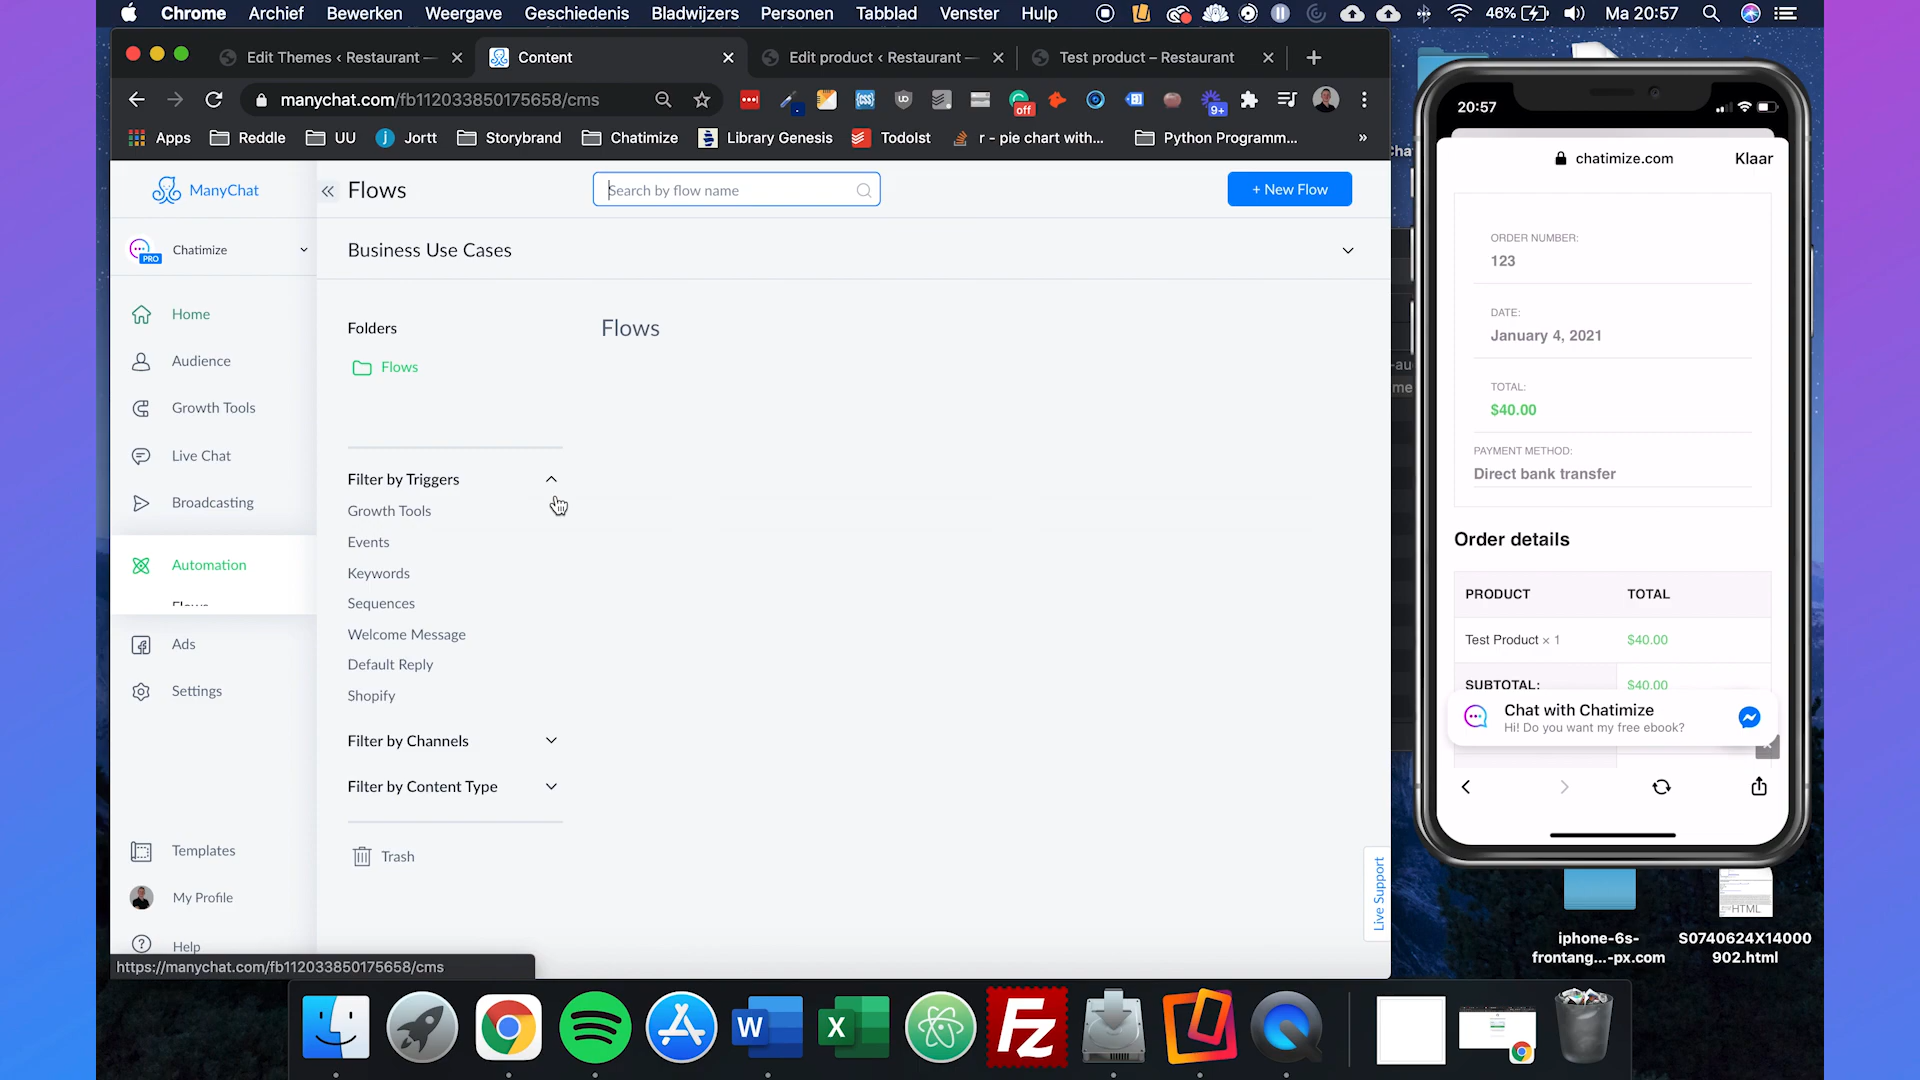 Chrome Archief Bewerken Weergave Geschiedenis Bladwijzers Personen Tabblad Venster Hulp 46% Ma 20:57
Edit Themes ‹ Restaurant — Content Edit product ‹ Restaurant — Test product – Restaurant
manychat.com/fb112033850175658/cms
off
9+
Apps Reddle UU Jortt Storybrand Chatimize Library Genesis TodoIst r - pie chart with... Python Programm... »
ManyChat
Flows
Search by flow name
+ New Flow
PRO
Chatimize
Business Use Cases
Home
Audience
Growth Tools
Live Chat
Broadcasting
Automation
Flows
Ads
Settings
Templates
My Profile
Help
Folders
Flows
Flows
Filter by Triggers
Growth Tools
Events
Keywords
Sequences
Welcome Message
Default Reply
Shopify
Filter by Channels
Filter by Content Type
Trash
Live Support
https://manychat.com/fb112033850175658/cms
20:57
chatimize.com Klaar
ORDER NUMBER:
123
DATE:
January 4, 2021
TOTAL:
$40.00
PAYMENT METHOD:
Direct bank transfer
Order details
PRODUCT TOTAL
Test Product × 1 $40.00
SUBTOTAL: $40.00
Chat with Chatimize
Hi! Do you want my free ebook?
HTML
iphone-6s-
frontang...-px.com
S0740624X14000
902.html
W
X
Fz